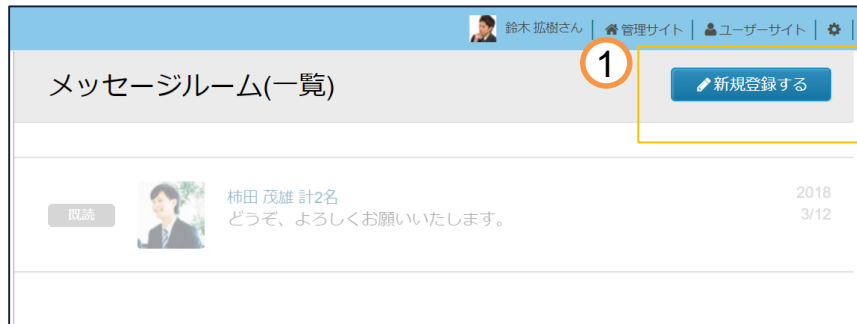 鈴木 拡樹さん 管理サイト ユーザーサイト
1
メッセージルーム(一覧)
新規登録する
柿田 茂雄 計2名
2018
既読
どうぞ、よろしくお願いいたします。
3/12